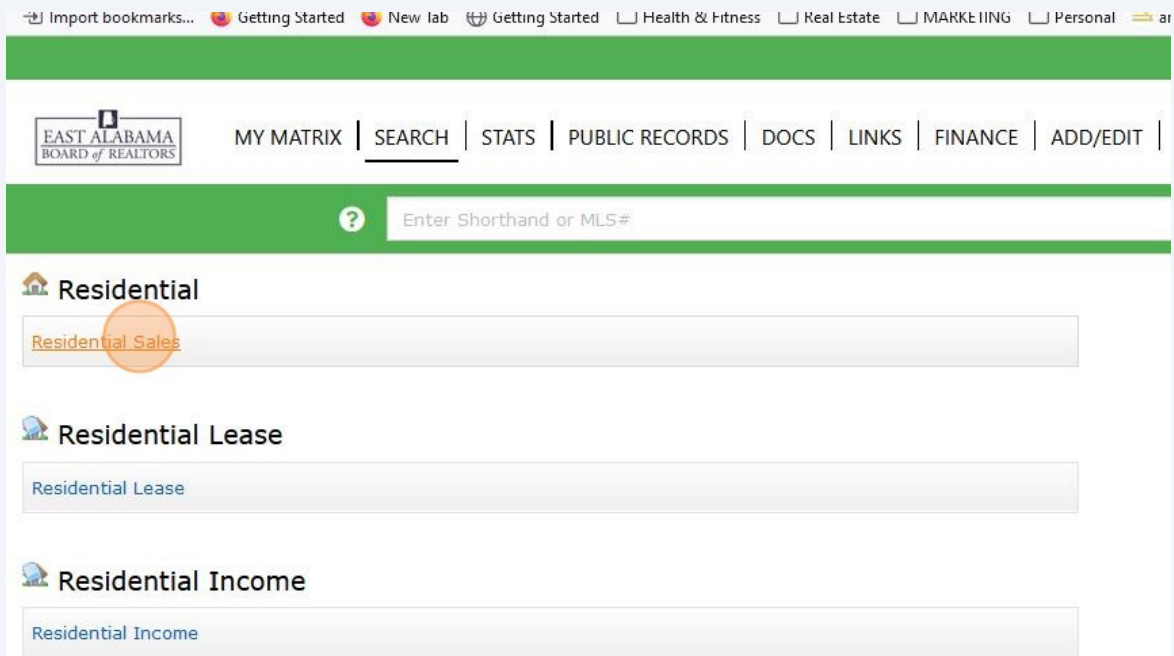 Import bookmarks... Getting Started New Tab Getting Started Health & Fitness Real Estate MARKETING Personal
EAST ALABAMA
BOARD of REALTORS
MY MATRIX SEARCH STATS PUBLIC RECORDS DOCS LINKS FINANCE ADD/EDIT
Enter Shorthand or MLS#
Residential
Residential Sales
Residential Lease
Residential Lease
Residential Income
Residential Income